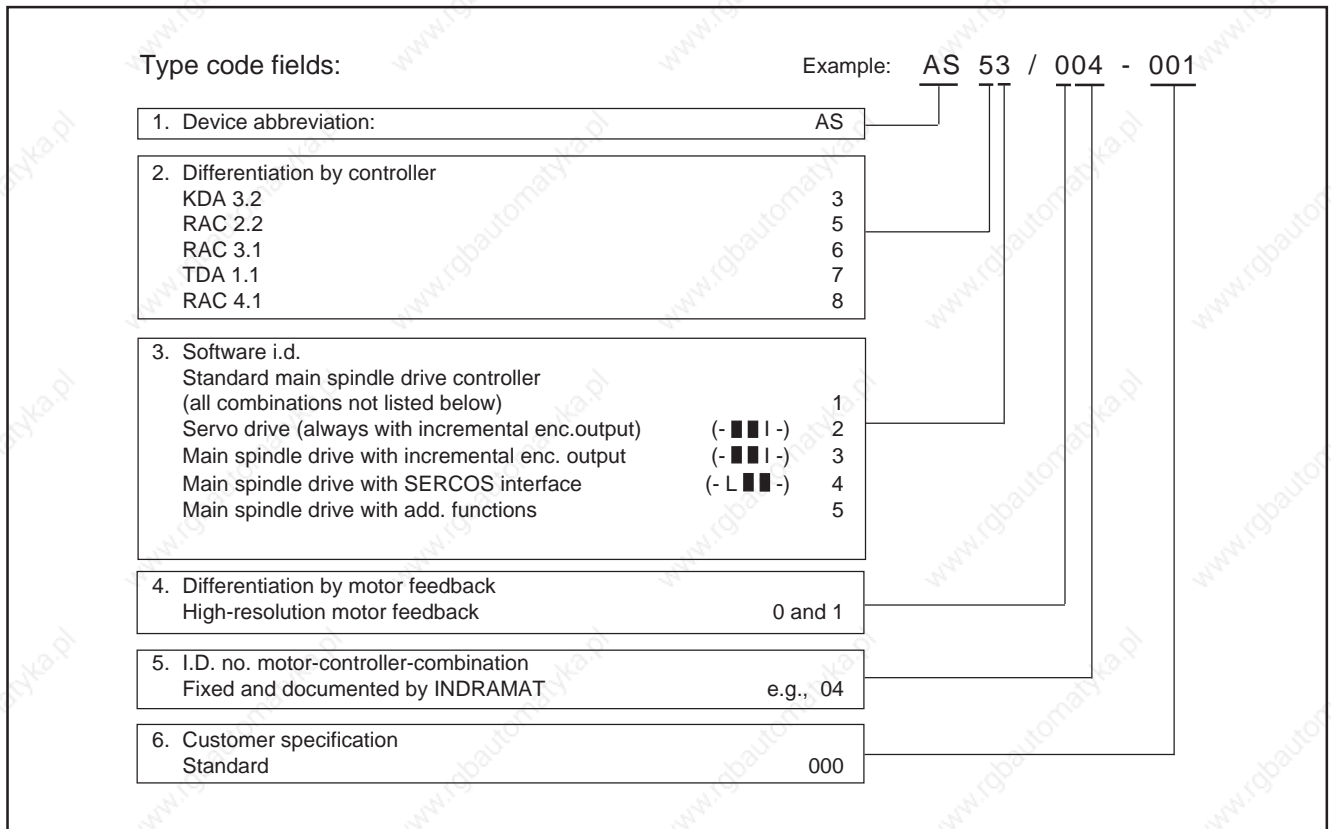 Type code fields: Example: AS 53 / 004 - 001
1. Device abbreviation: AS
2. Differentiation by controller
KDA 3.2 3
RAC 2.2 5
RAC 3.1 6
TDA 1.1 7
RAC 4.1 8
3. Software i.d.
Standard main spindle drive controller
(all combinations not listed below) 1
Servo drive (always with incremental enc.output) (- ■ ■ I -) 2
Main spindle drive with incremental enc. output (- ■ ■ I -) 3
Main spindle drive with SERCOS interface (- L ■ ■ -) 4
Main spindle drive with add. functions 5
4. Differentiation by motor feedback
High-resolution motor feedback 0 and 1
5. I.D. no. motor-controller-combination
Fixed and documented by INDRAMAT e.g., 04
6. Customer specification
Standard 000
www.rgbautomatyka.pl